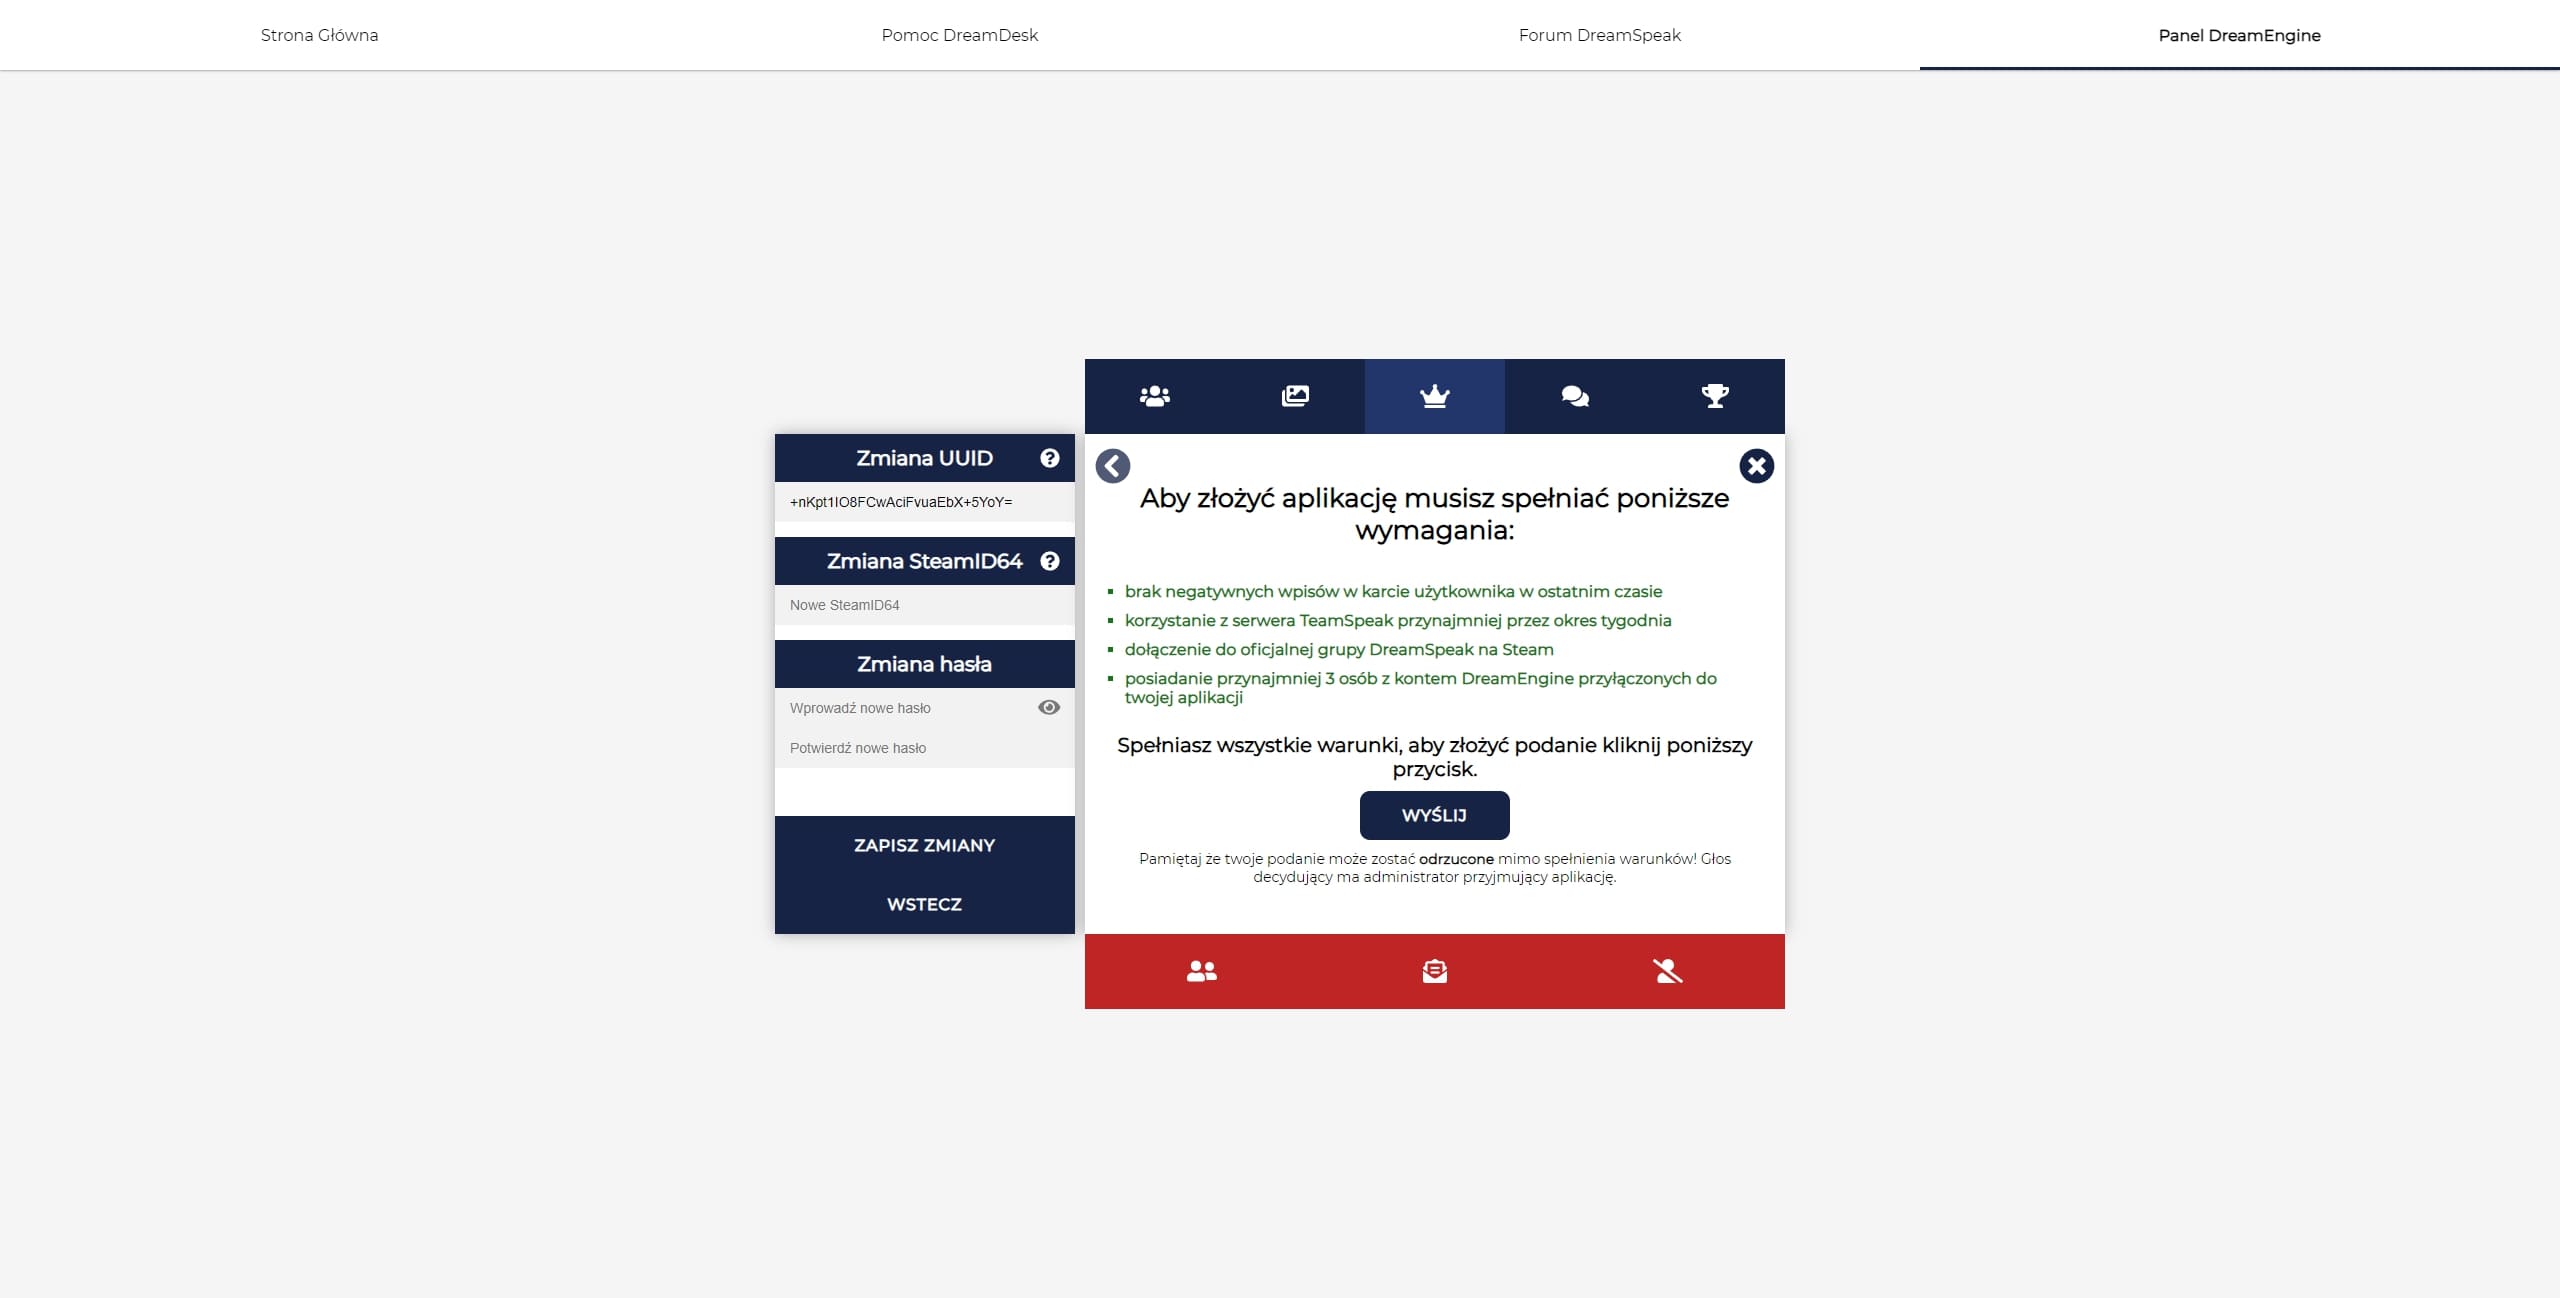 Strona Główna
Pomoc DreamDesk
Forum DreamSpeak
Panel DreamEngine
Zmiana UUID
+nKpt1IO8FCwAciFvuaEbX+5YoY=
Zmiana SteamID64
Nowe SteamID64
Zmiana hasła
Wprowadź nowe hasło
Potwierdź nowe hasło
ZAPISZ ZMIANY
WSTECZ
Aby złożyć aplikację musisz spełniać poniższe
wymagania:
brak negatywnych wpisów w karcie użytkownika w ostatnim czasie
korzystanie z serwera TeamSpeak przynajmniej przez okres tygodnia
dołączenie do oficjalnej grupy DreamSpeak na Steam
posiadanie przynajmniej 3 osób z kontem DreamEngine przyłączonych do
twojej aplikacji
Spełniasz wszystkie warunki, aby złożyć podanie kliknij poniższy
przycisk.
WYŚLIJ
Pamiętaj że twoje podanie może zostać odrzucone mimo spełnienia warunków! Głos
decydujący ma administrator przyjmujący aplikację.